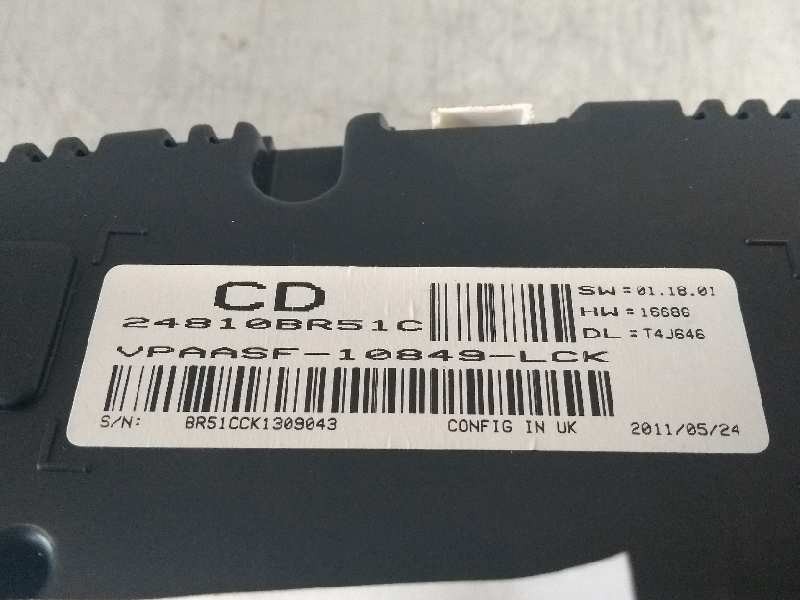 CD
24810BR51C
VPAASF-10849-LCK
SW = 01.18.01
HW = 16686
DL = T4J646
S/N: BR51CCK1309043 CONFIG IN UK 2011/05/24